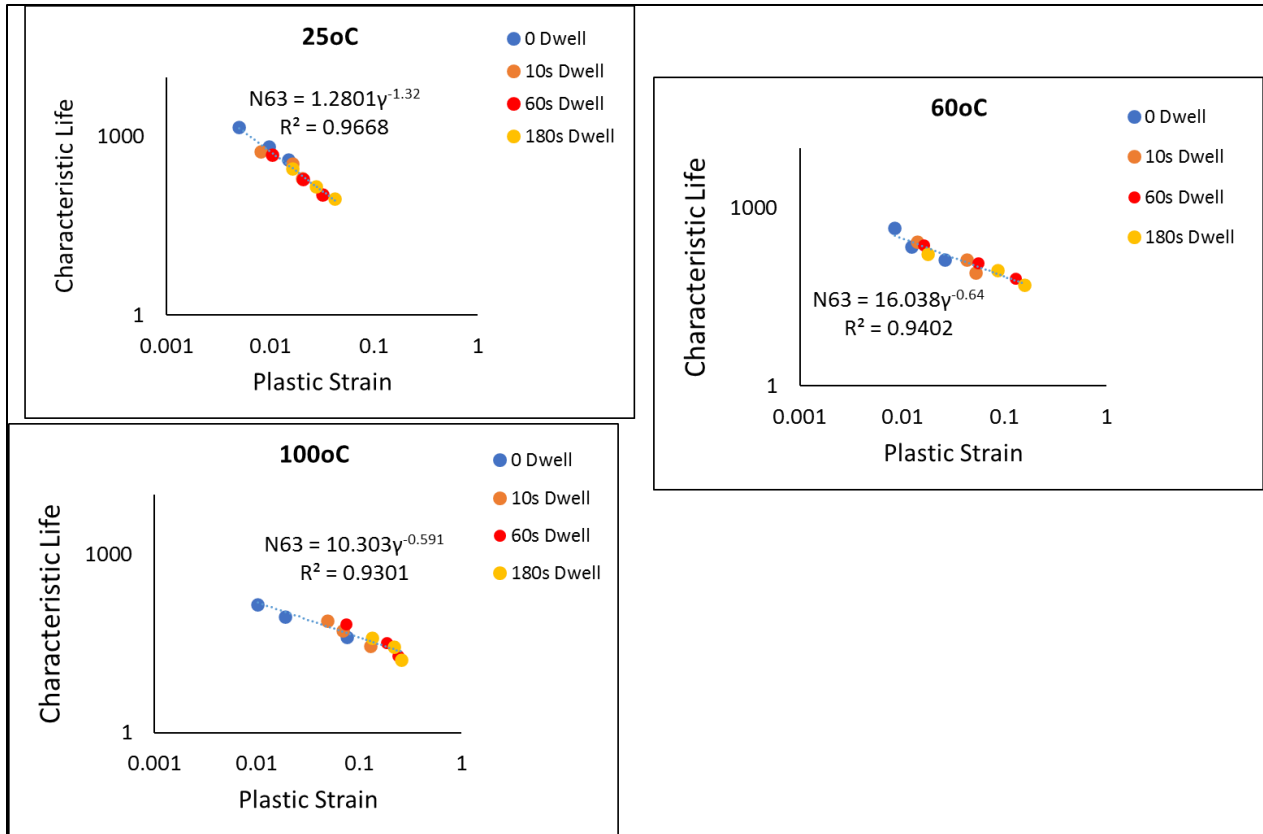 25oC
0 Dwell
10s Dwell
60s Dwell
180s Dwell
N63 = 1.2801γ^-1.32
R² = 0.9668
Characteristic Life
1000
1
0.001 0.01 0.1 1
Plastic Strain
60oC
0 Dwell
10s Dwell
60s Dwell
180s Dwell
Characteristic Life
1000
N63 = 16.038γ^-0.64
R² = 0.9402
1
0.001 0.01 0.1 1
Plastic Strain
100oC
0 Dwell
10s Dwell
60s Dwell
180s Dwell
N63 = 10.303γ^-0.591
R² = 0.9301
Characteristic Life
1000
1
0.001 0.01 0.1 1
Plastic Strain